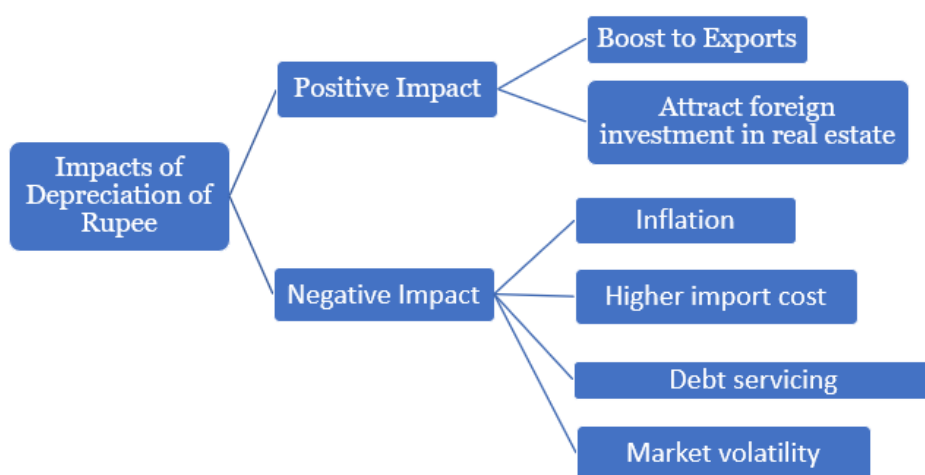 Impacts of
Depreciation of
Rupee
Positive Impact
Boost to Exports
Attract foreign
investment in real estate
Negative Impact
Inflation
Higher import cost
Debt servicing
Market volatility